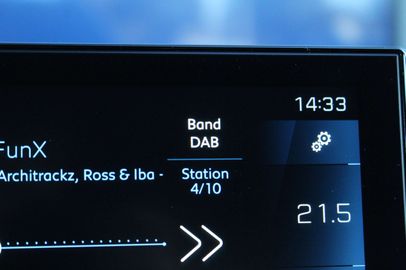 14:33
Band
DAB
FunX
Architrackz, Ross & Iba -
Station
4/10
21.5